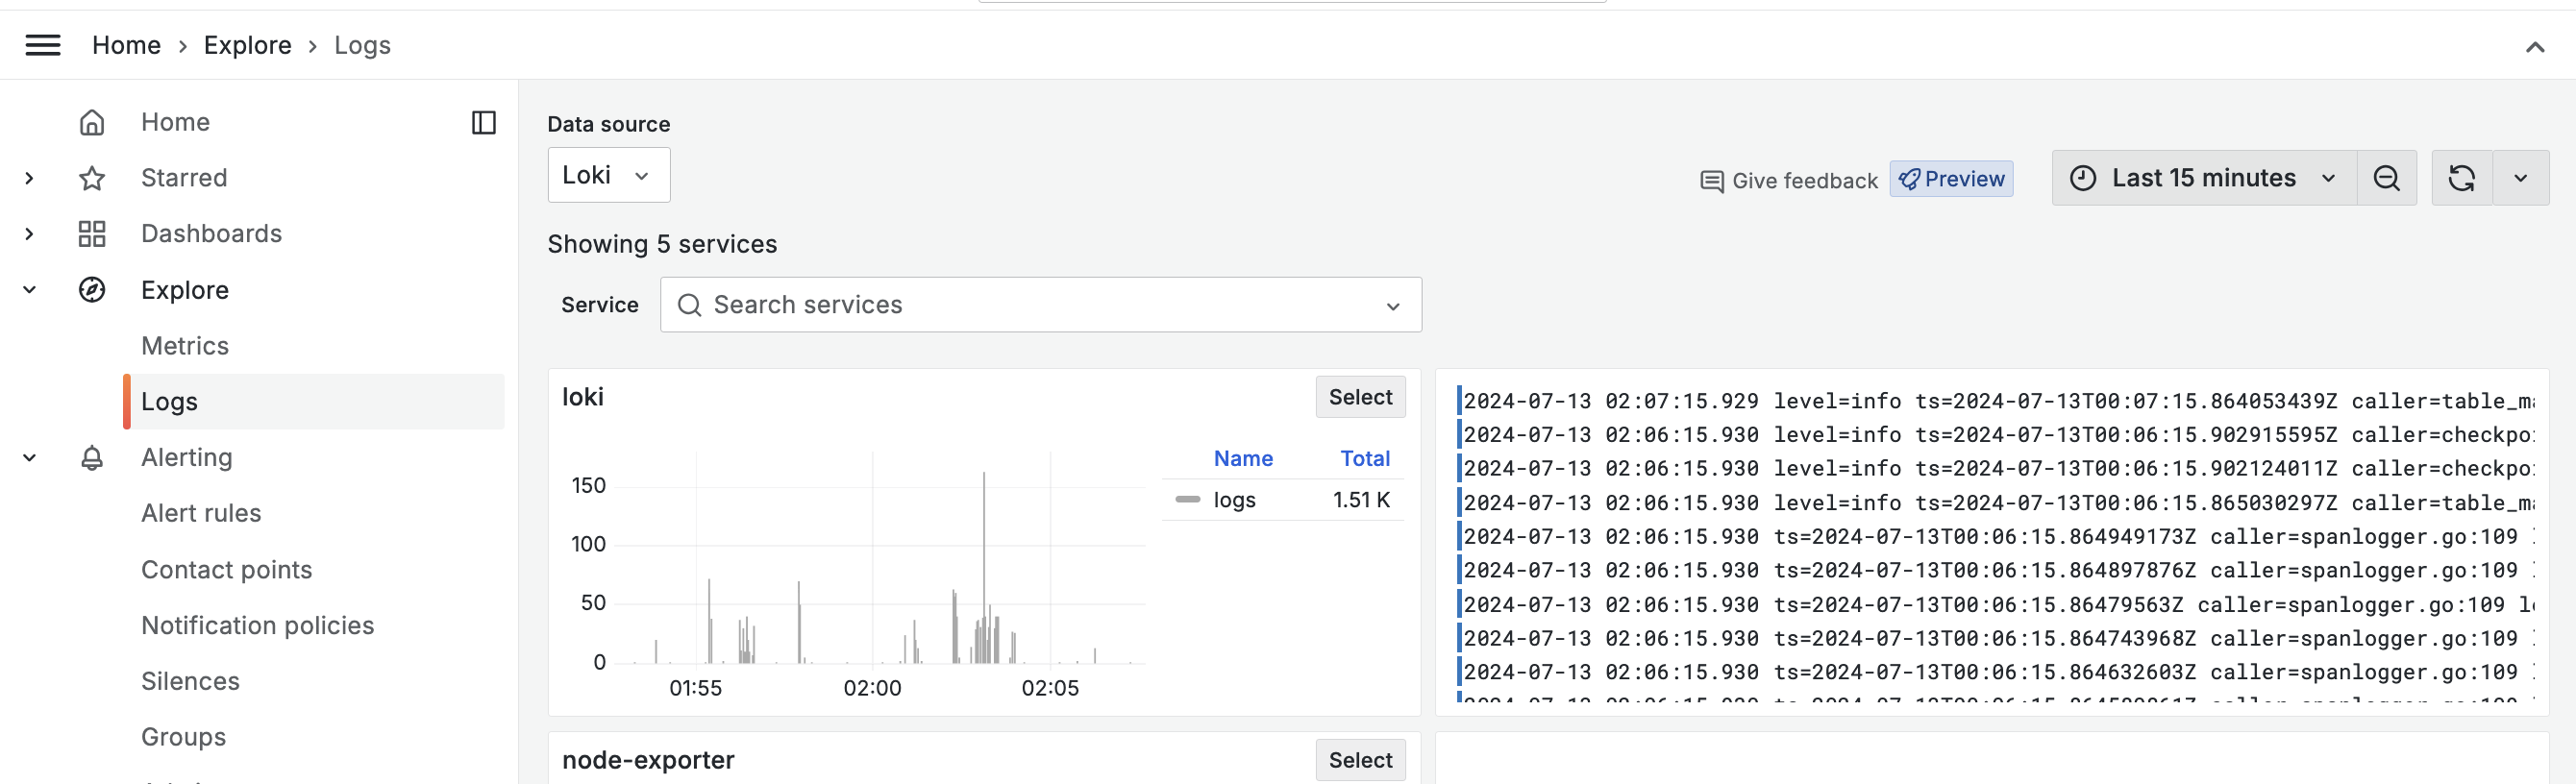 Home › Explore › Logs
Home
Starred
Dashboards
Explore
Metrics
Logs
Alerting
Alert rules
Contact points
Notification policies
Silences
Groups
Data source
Loki
Give feedback
Preview
Last 15 minutes
Showing 5 services
Service
Search services
loki
Select
Name Total
logs 1.51 K
150
100
50
0
01:55 02:00 02:05
2024-07-13 02:07:15.929 level=info ts=2024-07-13T00:07:15.864053439Z
2024-07-13 02:06:15.930 level=info ts=2024-07-13T00:06:15.902915595Z
2024-07-13 02:06:15.930 level=info ts=2024-07-13T00:06:15.902124011Z
2024-07-13 02:06:15.930 level=info ts=2024-07-13T00:06:15.865030297Z
2024-07-13 02:06:15.930 ts=2024-07-13T00:06:15.864949173Z caller=spanlogger.go:109
2024-07-13 02:06:15.930 ts=2024-07-13T00:06:15.864897876Z caller=spanlogger.go:109
2024-07-13 02:06:15.930 ts=2024-07-13T00:06:15.86479563Z caller=spanlogger.go:109
2024-07-13 02:06:15.930 ts=2024-07-13T00:06:15.864743968Z caller=spanlogger.go:109
2024-07-13 02:06:15.930 ts=2024-07-13T00:06:15.864632603Z caller=spanlogger.go:109
node-exporter
Select